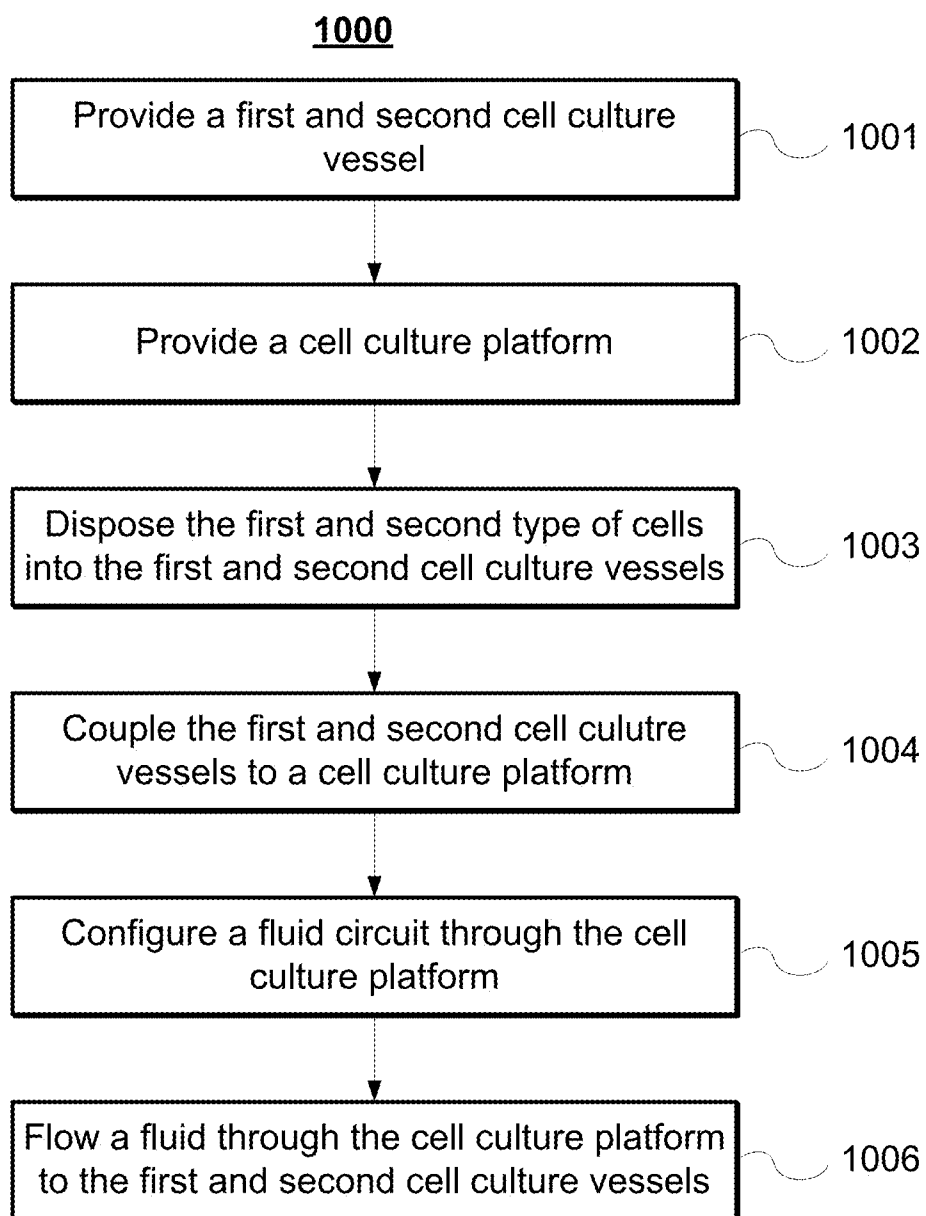 1000
Provide a first and second cell culture
vessel
1001
Provide a cell culture platform
1002
Dispose the first and second type of cells
into the first and second cell culture vessels
1003
Couple the first and second cell culutre
vessels to a cell culture platform
1004
Configure a fluid circuit through the cell
culture platform
1005
Flow a fluid through the cell culture platform
to the first and second cell culture vessels
1006